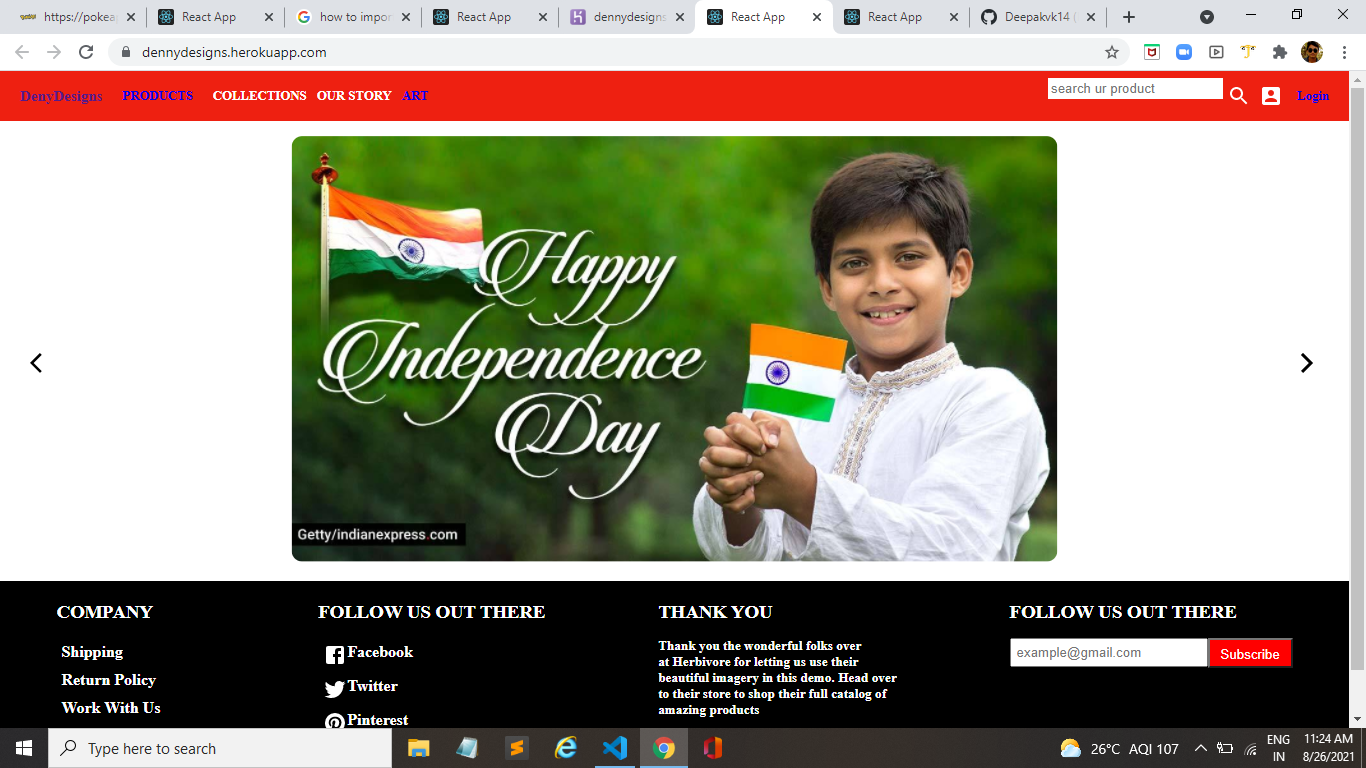 https://pokeap
React App
how to impor
React App
dennydesigns
React App
React App
Deepakvk14 (
dennydesigns.herokuapp.com
DenyDesigns PRODUCTS COLLECTIONS OUR STORY ART search ur product Login
Happy
Independence
Day
Getty/indianexpress.com
COMPANY
Shipping
Return Policy
Work With Us
FOLLOW US OUT THERE
Facebook
Twitter
Pinterest
THANK YOU
Thank you the wonderful folks over
at Herbivore for letting us use their
beautiful imagery in this demo. Head over
to their store to shop their full catalog of
amazing products
FOLLOW US OUT THERE
example@gmail.com Subscribe
Type here to search
26°C AQI 107
ENG
IN
11:24 AM
8/26/2021